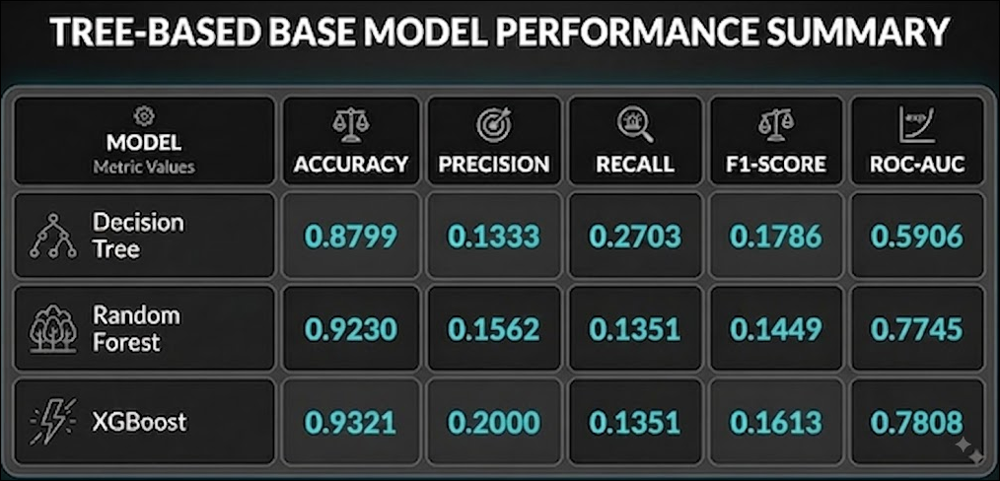 TREE-BASED BASE MODEL PERFORMANCE SUMMARY
MODEL
Metric Values
ACCURACY
PRECISION
RECALL
F1-SCORE
ROC-AUC
Decision
Tree
0.8799 0.1333 0.2703 0.1786 0.5906
Random
Forest
0.9230 0.1562 0.1351 0.1449 0.7745
XGBoost 0.9321 0.2000 0.1351 0.1613 0.7808